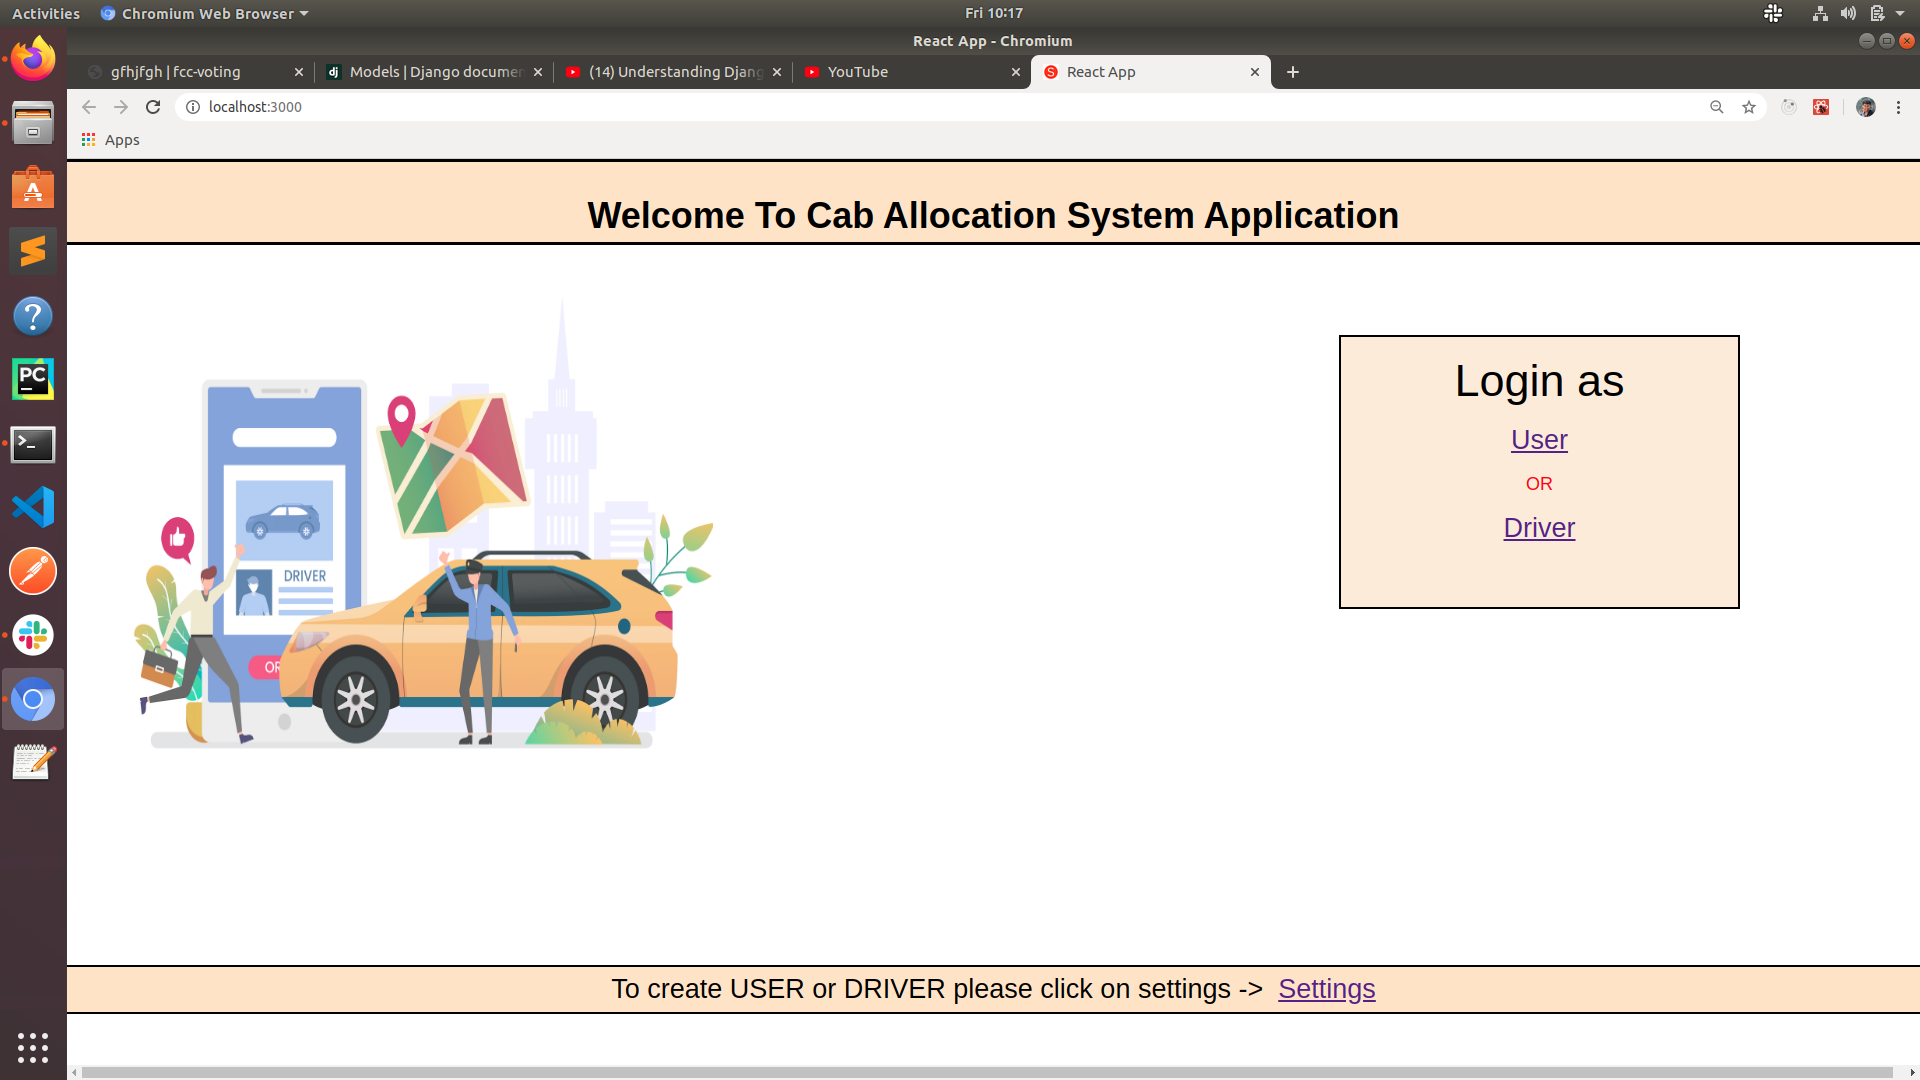 Activities
Chromium Web Browser
Fri 10:17
React App - Chromium
gfhjfgh | fcc-voting
Models | Django documen
(14) Understanding Djang
YouTube
React App
localhost:3000
Apps
Welcome To Cab Allocation System Application
Login as
User
OR
Driver
DRIVER
OR
To create USER or DRIVER please click on settings -> Settings